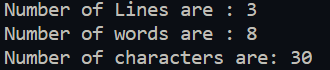 Number of Lines are : 3
Number of words are : 8
Number of characters are: 30